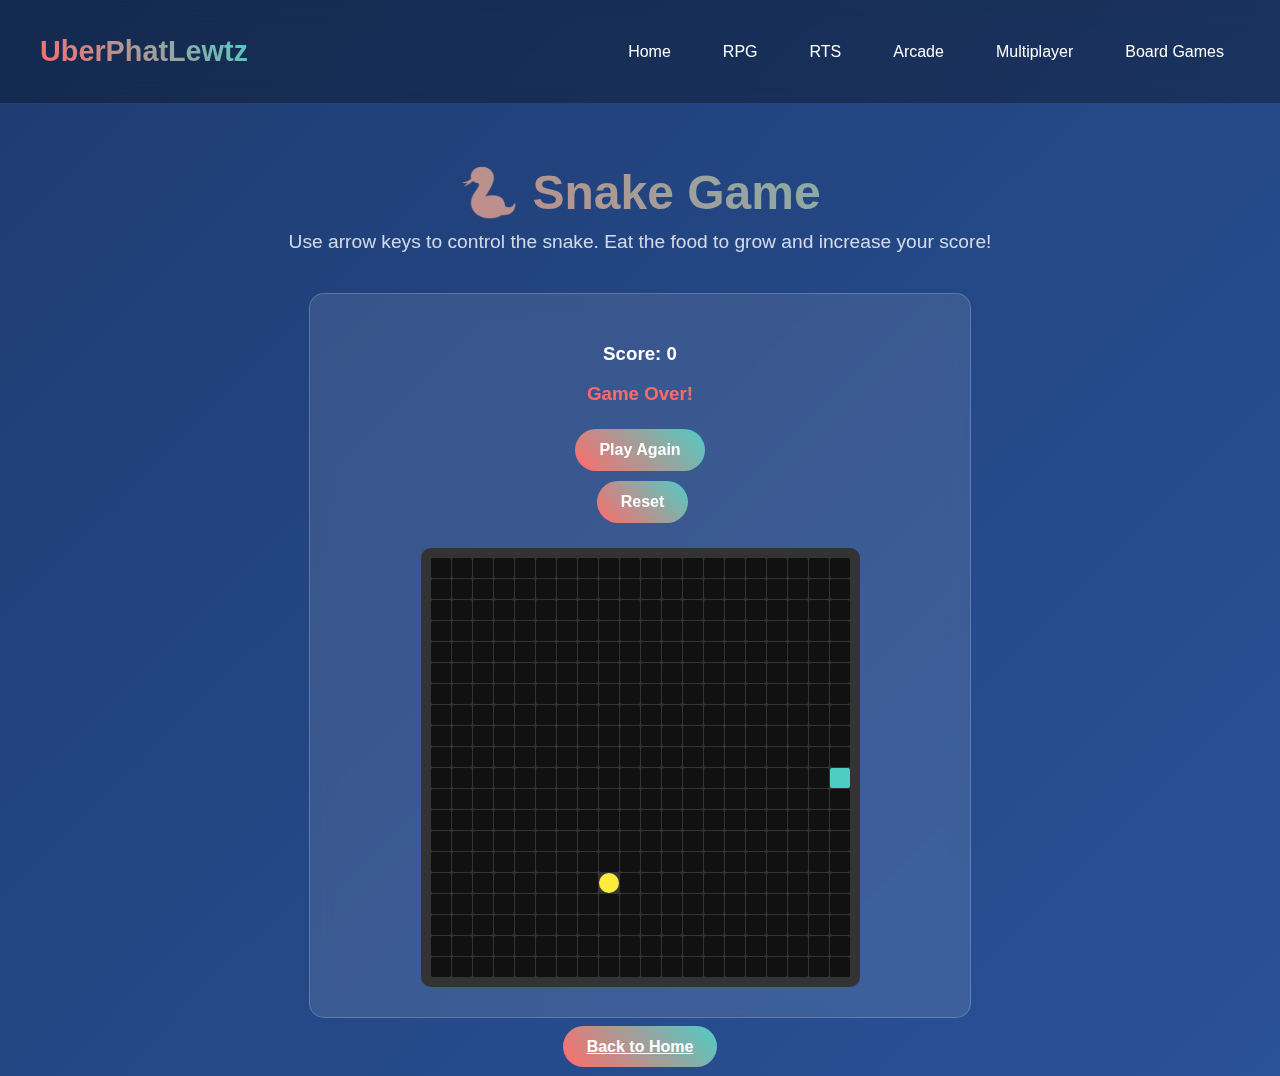 UberPhatLewtz
Home RPG RTS Arcade Multiplayer Board Games
Snake Game
Use arrow keys to control the snake. Eat the food to grow and increase your score!
Score: 0
Game Over!
Play Again
Reset
Back to Home